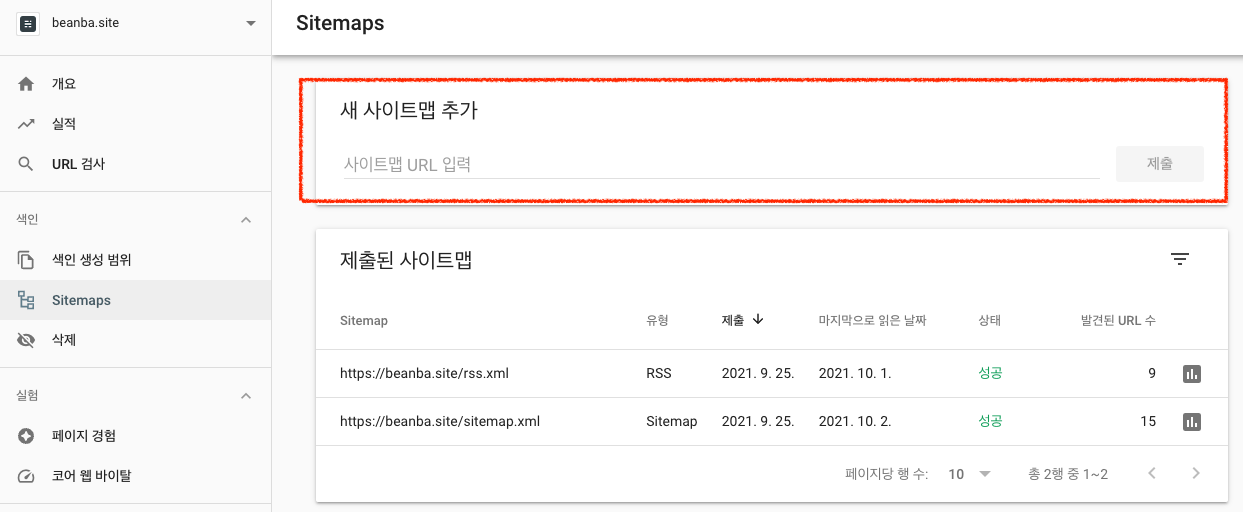 beanba.site
개요
실적
URL 검사
색인
색인 생성 범위
Sitemaps
삭제
실험
페이지 경험
코어 웹 바이탈
Sitemaps
새 사이트맵 추가
사이트맵 URL 입력 제출
제출된 사이트맵
Sitemap 유형 제출 마지막으로 읽은 날짜 상태 발견된 URL 수
https://beanba.site/rss.xml RSS 2021. 9. 25. 2021. 10. 1. 성공 9
https://beanba.site/sitemap.xml Sitemap 2021. 9. 25. 2021. 10. 2. 성공 15
페이지당 행 수: 10 총 2행 중 1~2